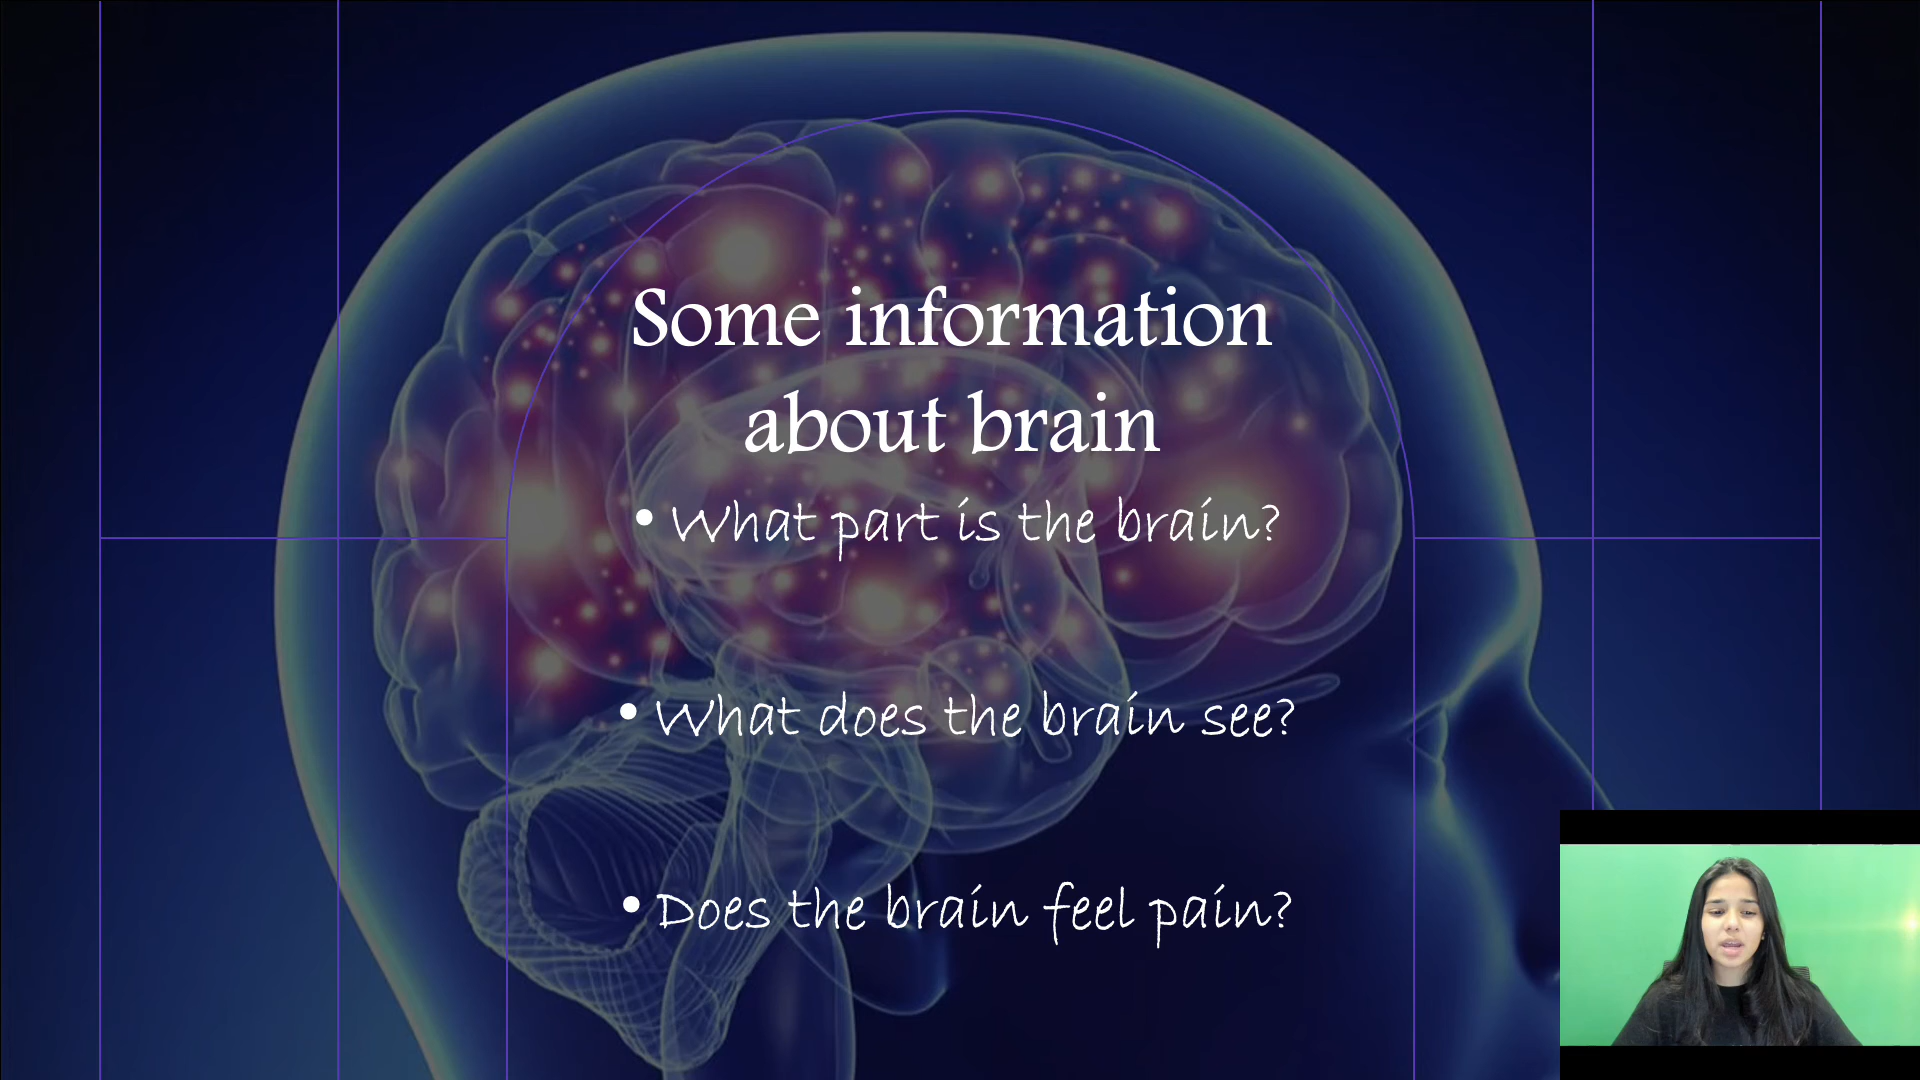 Some information
about brain
• What part is the brain?
• What does the brain see?
• Does the brain feel pain?